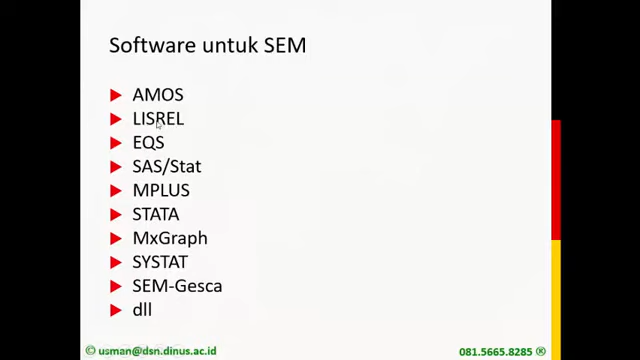 Software untuk SEM
AMOS
LISREL
EQS
SAS/Stat
MPLUS
STATA
MxGraph
SYSTAT
SEM-Gesca
dll
© usman@dsn.dinus.ac.id
081.5665.8285 ®